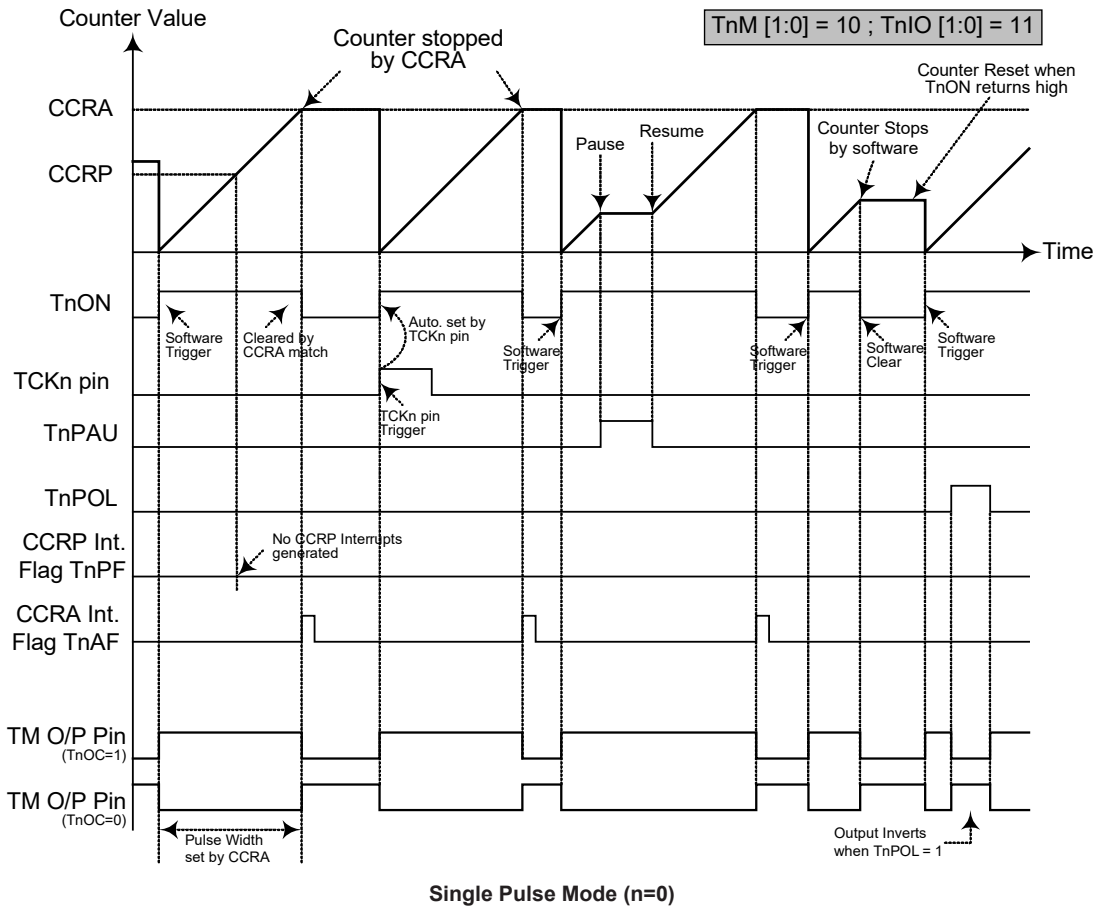 Counter Value
TnM [1:0] = 10 ; TnIO [1:0] = 11
Counter stopped
by CCRA
Counter Reset when
TnON returns high
CCRA
Pause
Resume
Counter Stops
by software
CCRP
Time
TnON
Software
Trigger
Cleared by
CCRA match
Auto. set by
TCKn pin
Software
Trigger
Software
Trigger
Software
Clear
Software
Trigger
TCKn pin
TCKn pin
Trigger
TnPAU
TnPOL
No CCRP Interrupts
generated
CCRP Int.
Flag TnPF
CCRA Int.
Flag TnAF
TM O/P Pin
(TnOC=1)
TM O/P Pin
(TnOC=0)
Pulse Width
set by CCRA
Output Inverts
when TnPOL = 1
Single Pulse Mode (n=0)